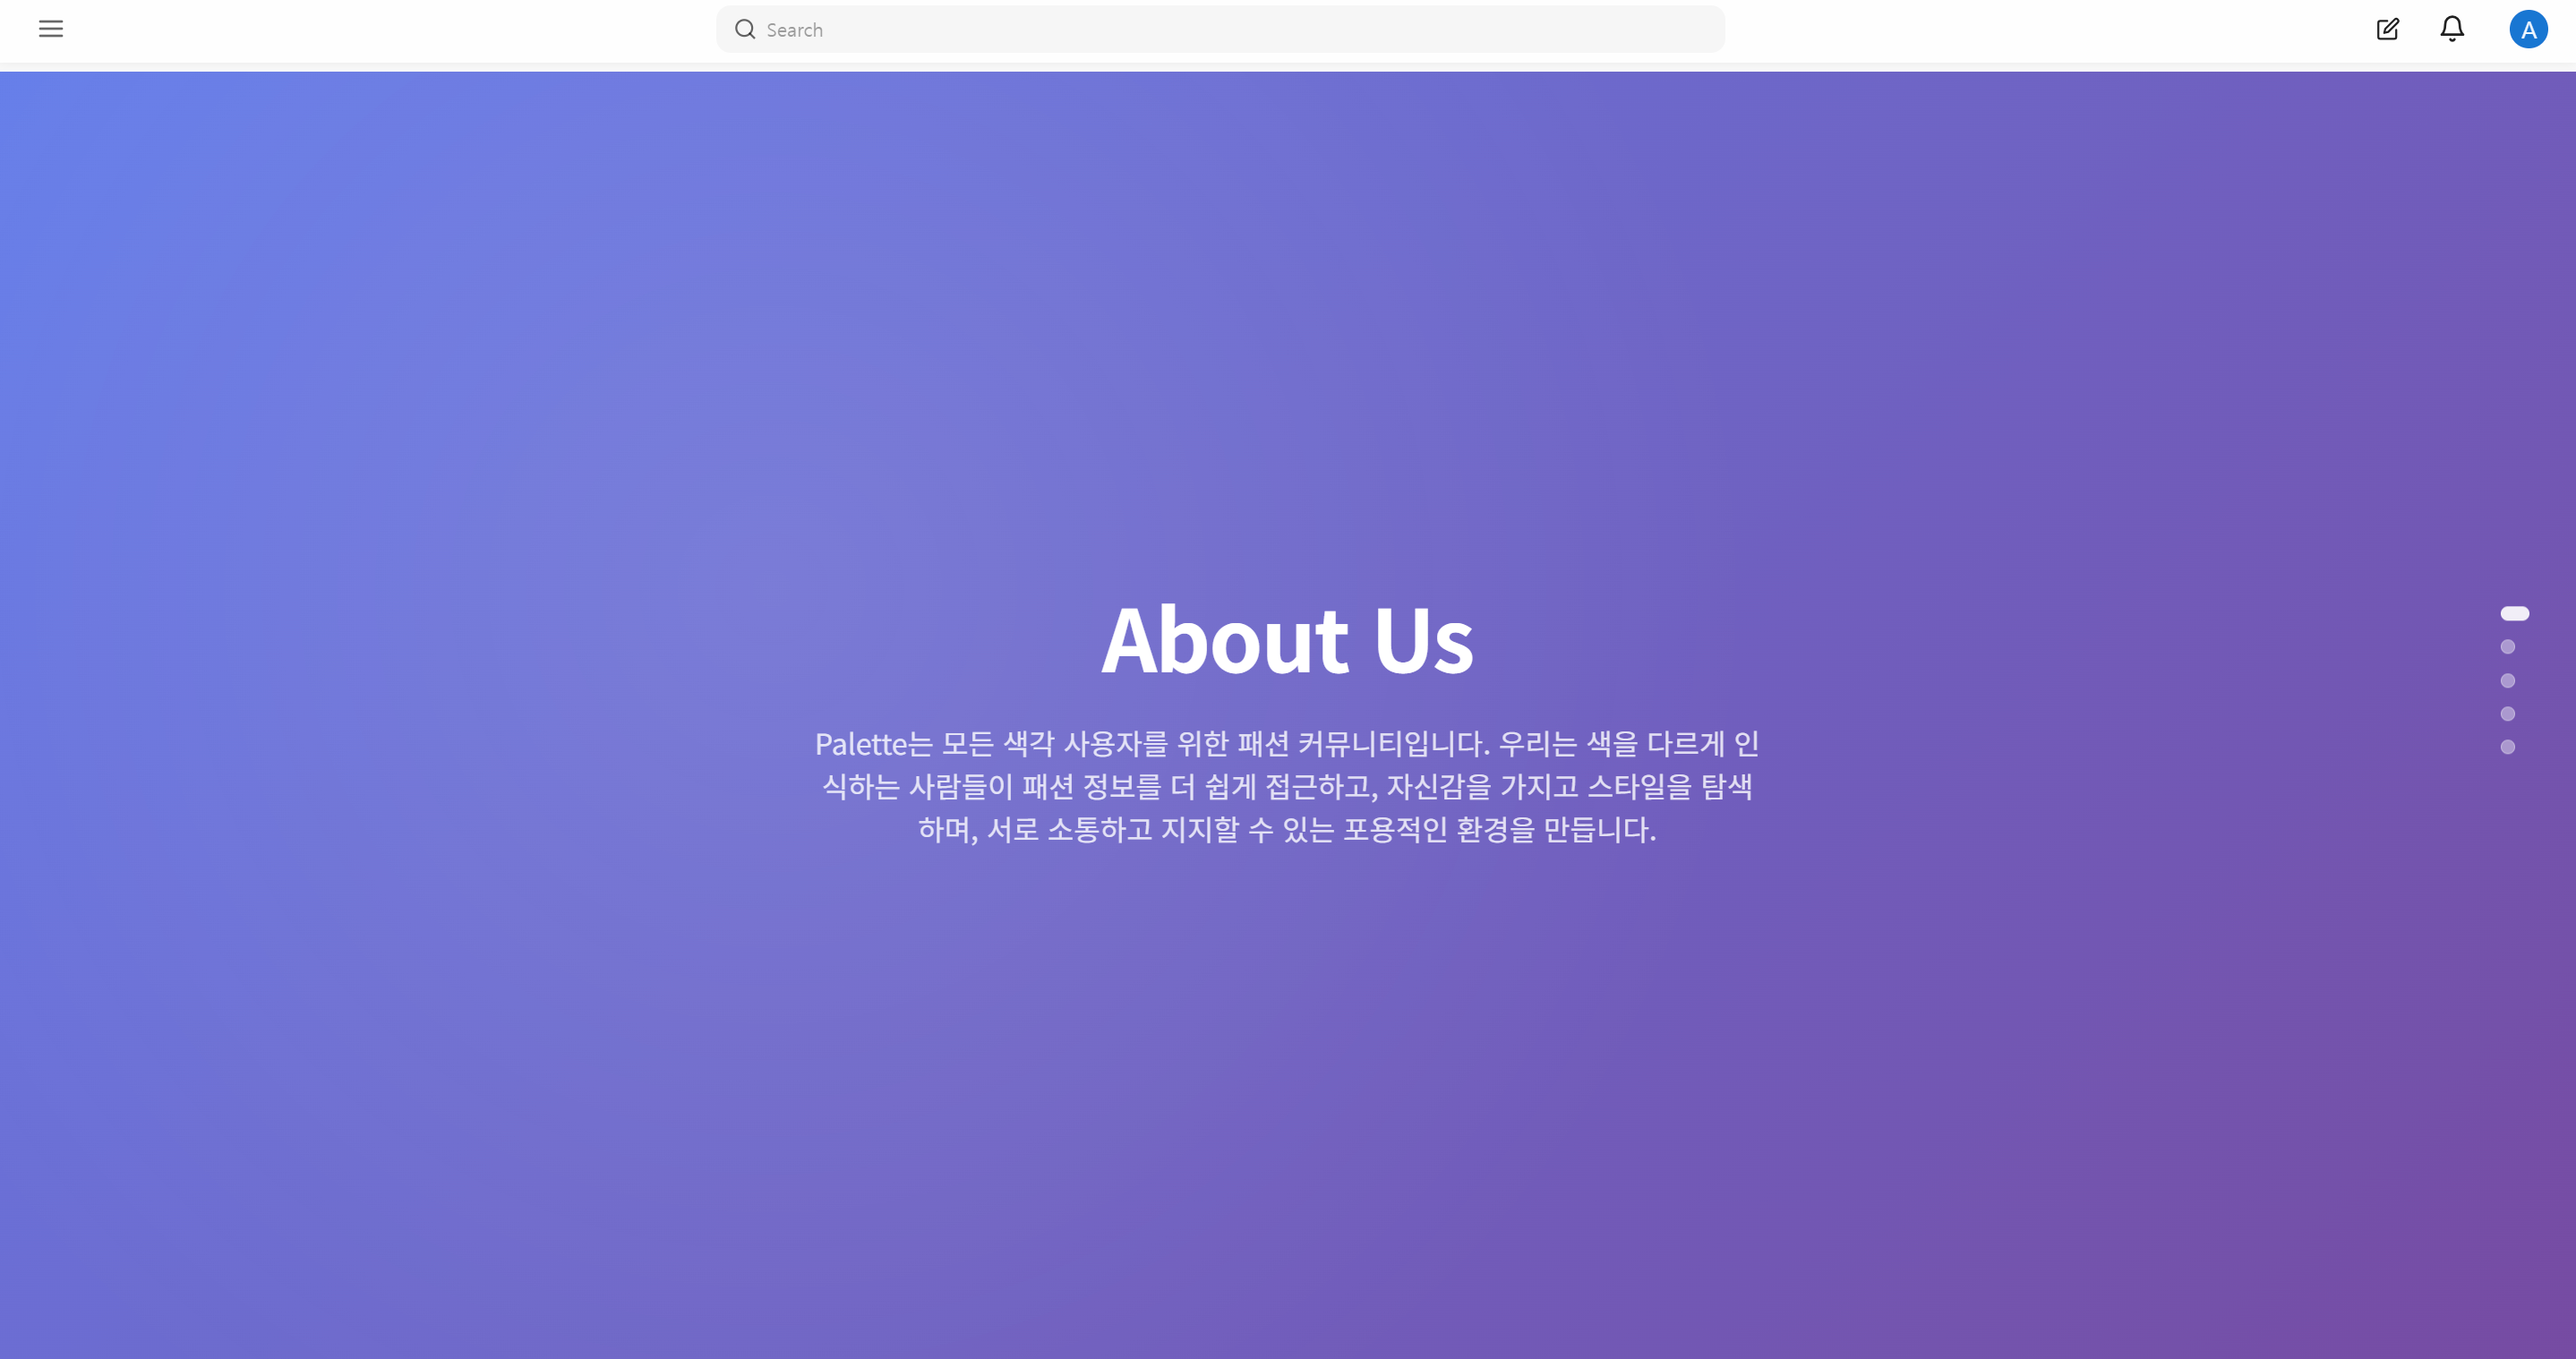 Search
A
About Us
Palette는 모든 색각 사용자를 위한 패션 커뮤니티입니다. 우리는 색을 다르게 인
식하는 사람들이 패션 정보를 더 쉽게 접근하고, 자신감을 가지고 스타일을 탐색
하며, 서로 소통하고 지지할 수 있는 포용적인 환경을 만듭니다.